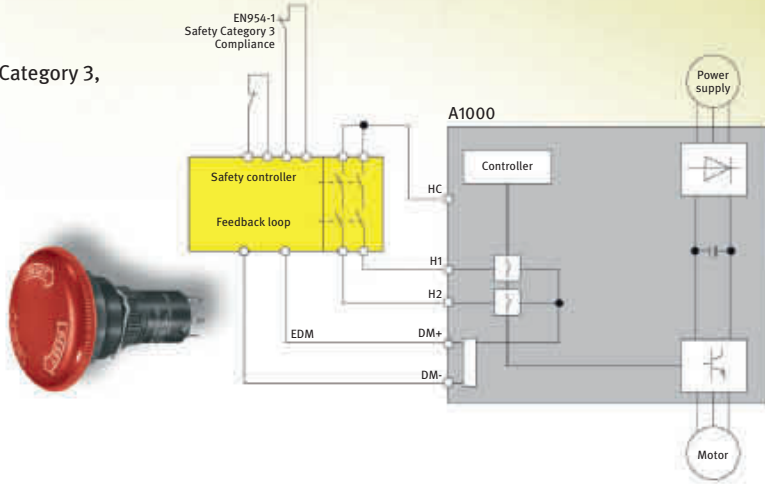 EN954-1
Safety Category 3
Compliance
Category 3,
Power
supply
A1000
Safety controller
Controller
HC
Feedback loop
H1
H2
EDM
DM+
DM-
Motor